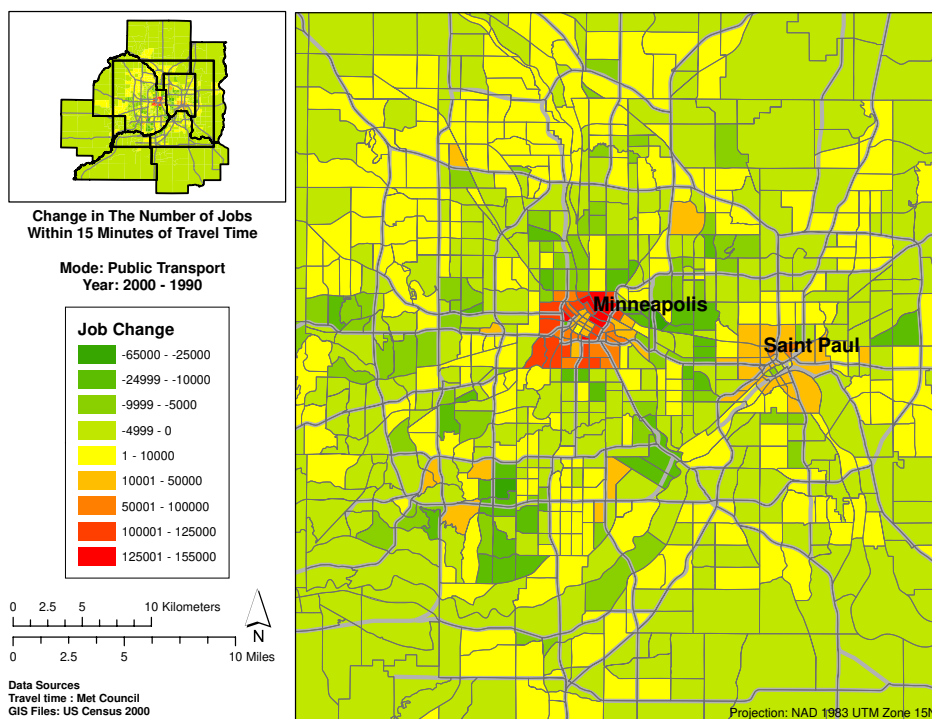 Change in The Number of Jobs
Within 15 Minutes of Travel Time
Mode: Public Transport
Year: 2000 - 1990
Job Change
-65000 - -25000
-24999 - -10000
-9999 - -5000
-4999 - 0
1 - 10000
10001 - 50000
50001 - 100000
100001 - 125000
125001 - 155000
0 2.5 5 10 Kilometers
0 2.5 5 10 Miles
N
Data Sources
Travel time : Met Council
GIS Files: US Census 2000
Minneapolis
Saint Paul
Projection: NAD 1983 UTM Zone 15N